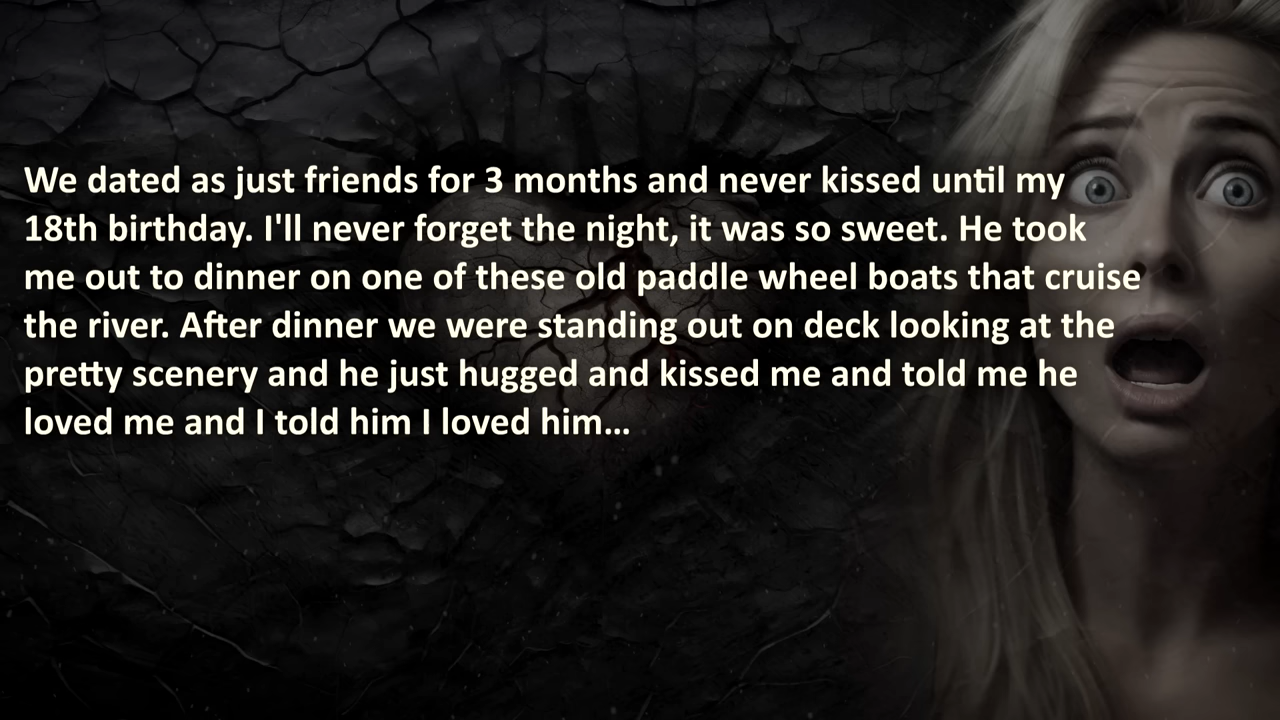 We dated as just friends for 3 months and never kissed until my
18th birthday. I'll never forget the night, it was so sweet. He took
me out to dinner on one of these old paddle wheel boats that cruise
the river. After dinner we were standing out on deck looking at the
pretty scenery and he just hugged and kissed me and told me he
loved me and I told him I loved him…